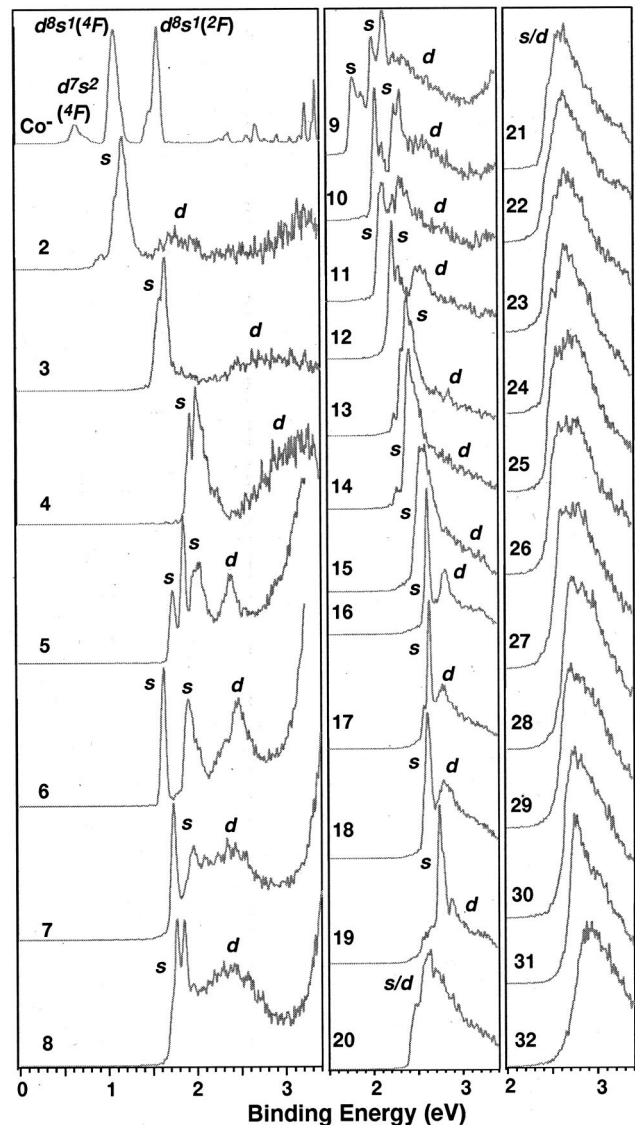 d⁸s¹(⁴F) d⁸s¹(²F)
d⁷s²
(⁴F)
Co-
s
d
2
s
d
3
s
d
4
s
s
d
5
s
s
d
6
s
d
7
s
d
8
0 1 2 3
s
s
d
9
s
d
10
d
11
s
s
d
12
s
d
13
s
d
14
s
d
15
s
d
16
s
d
17
s
d
18
s
d
19
s/d
20
2 3
s/d
21
22
23
24
25
26
27
28
29
30
31
32
2 3
Binding Energy (eV)